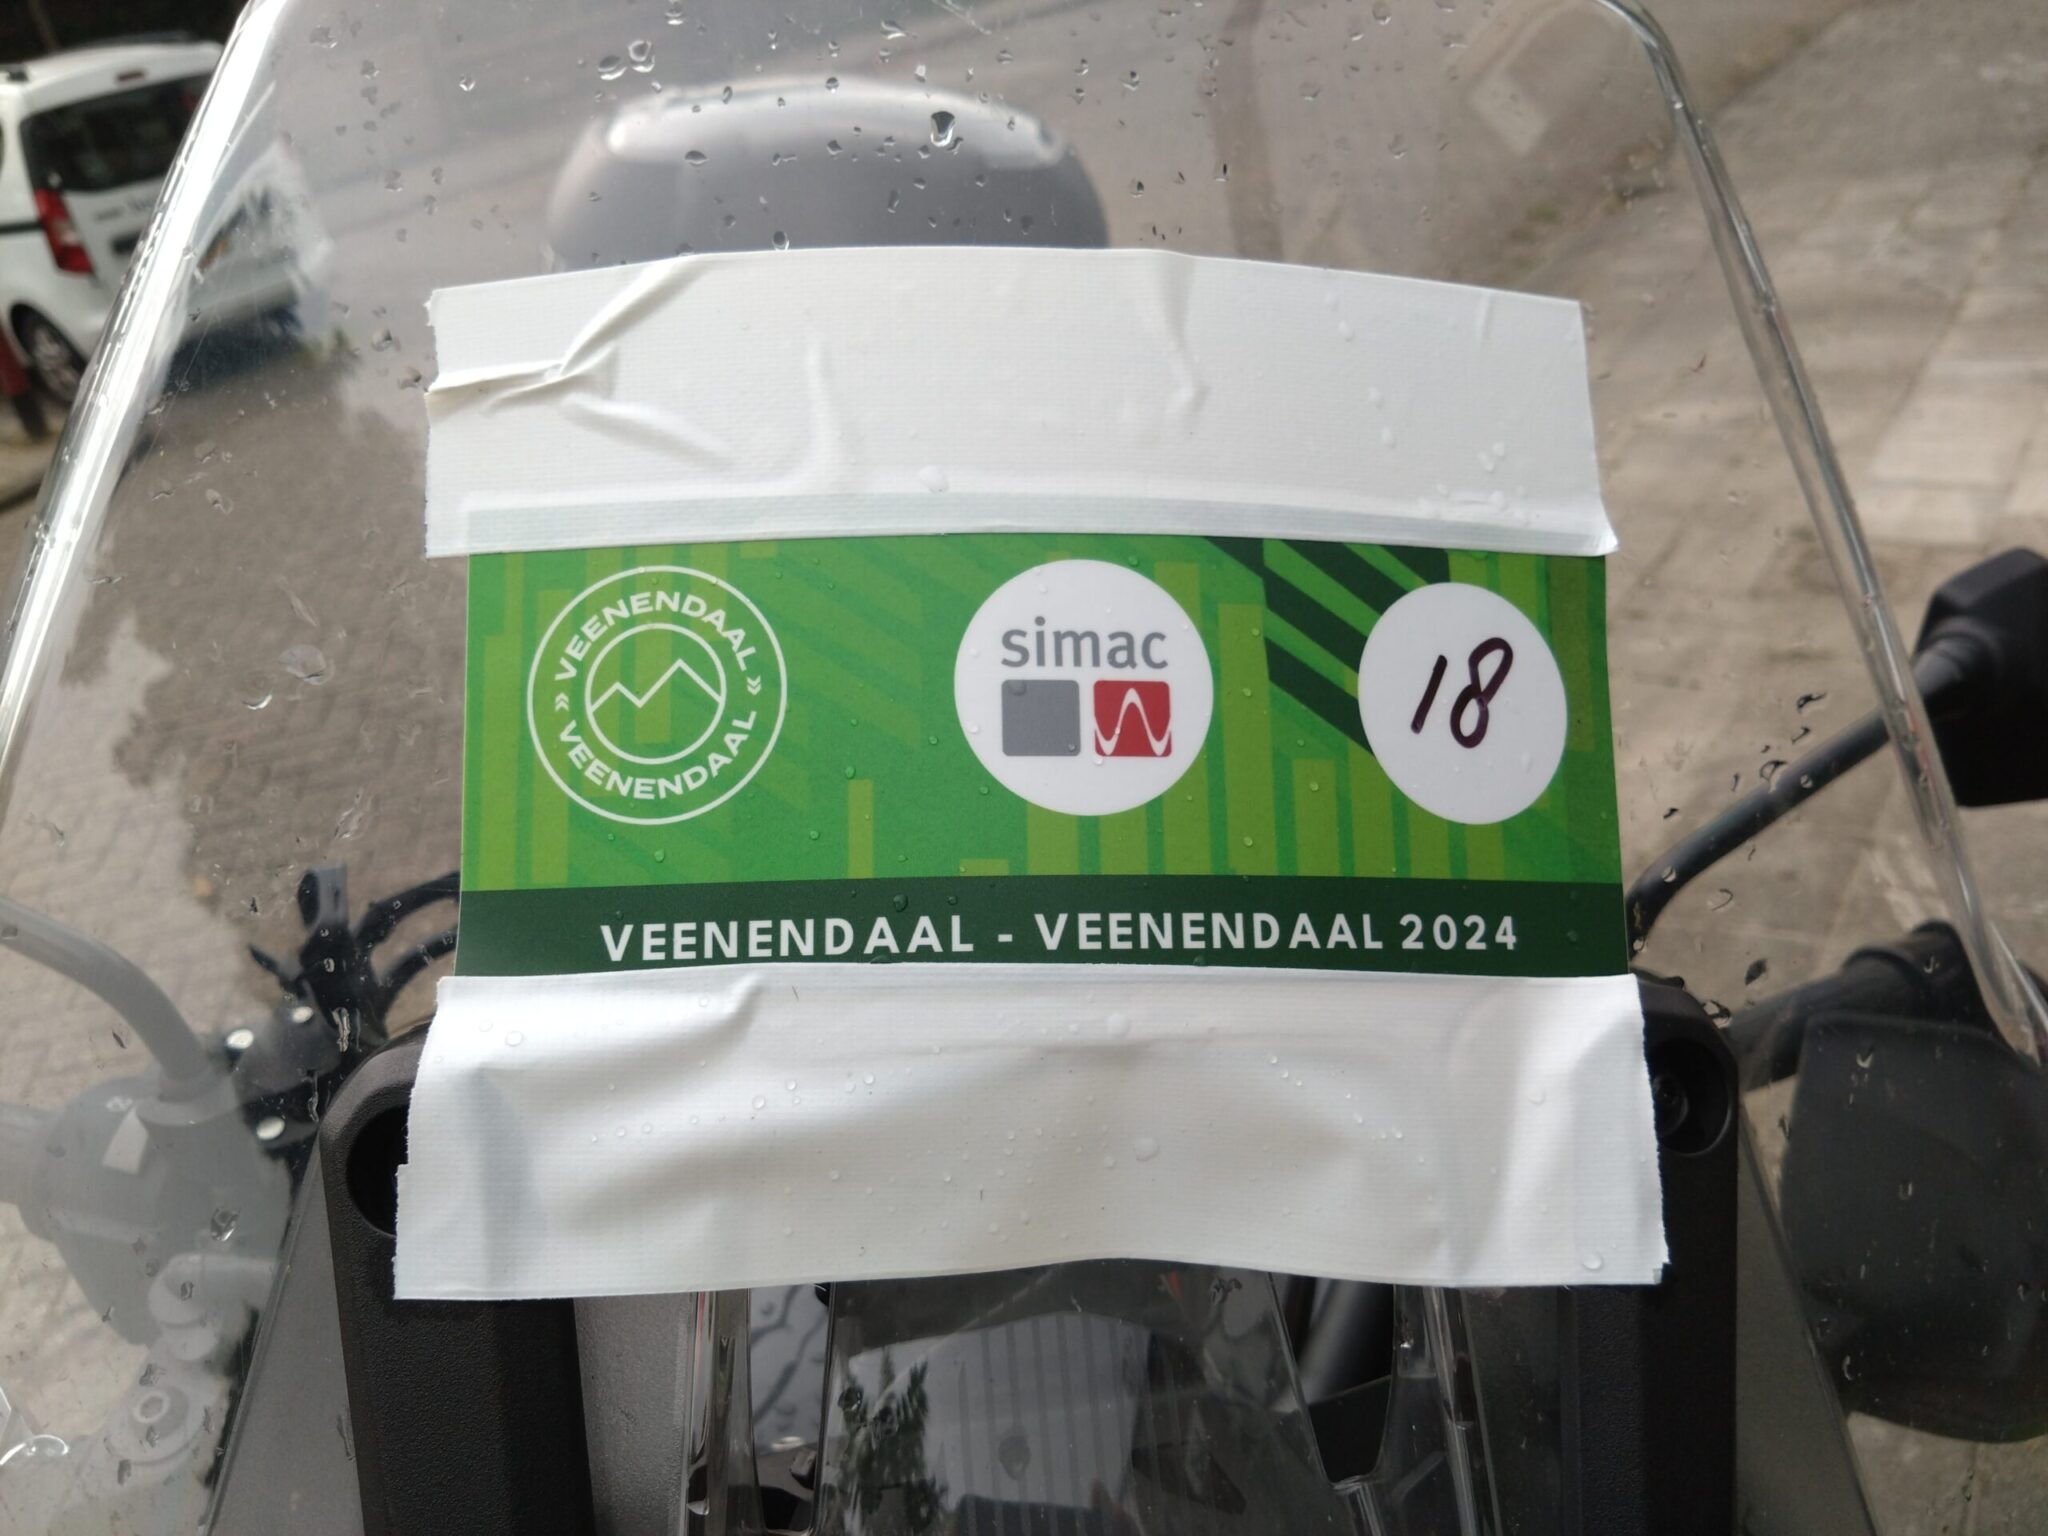 » VEENENDAAL »
VEENENDAAL
simac
18
VEENENDAAL - VEENENDAAL 2024